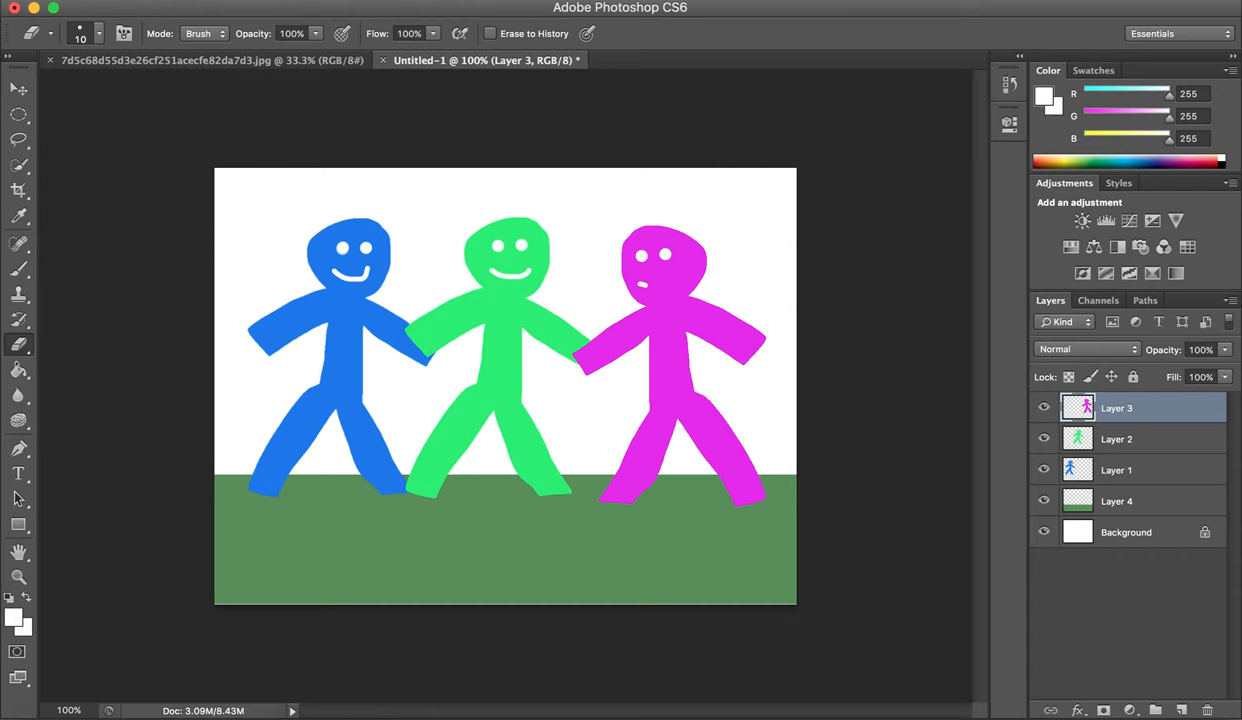 Adobe Photoshop CS6
10 Mode: Brush Opacity: 100% Flow: 100% Erase to History Essentials
7d5c68d55d3e26cf251acecfe82da7d3.jpg @ 33.3% (RGB/8#) Untitled-1 @ 100% (Layer 3, RGB/8) *
Color Swatches
R 255
G 255
B 255
Adjustments Styles
Add an adjustment
Layers Channels Paths
Kind
Normal Opacity: 100%
Lock: Fill: 100%
Layer 3
Layer 2
Layer 1
Layer 4
Background
100% Doc: 3.09M/8.43M